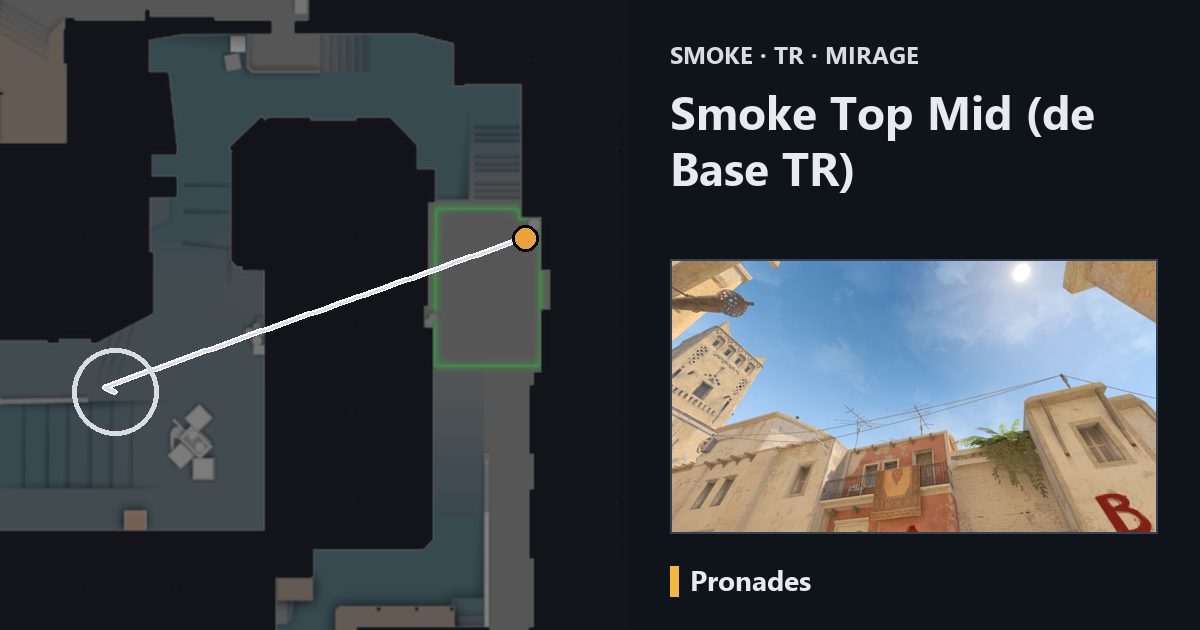 SMOKE · TR · MIRAGE
Smoke Top Mid (de
Base TR)
B
Pronades